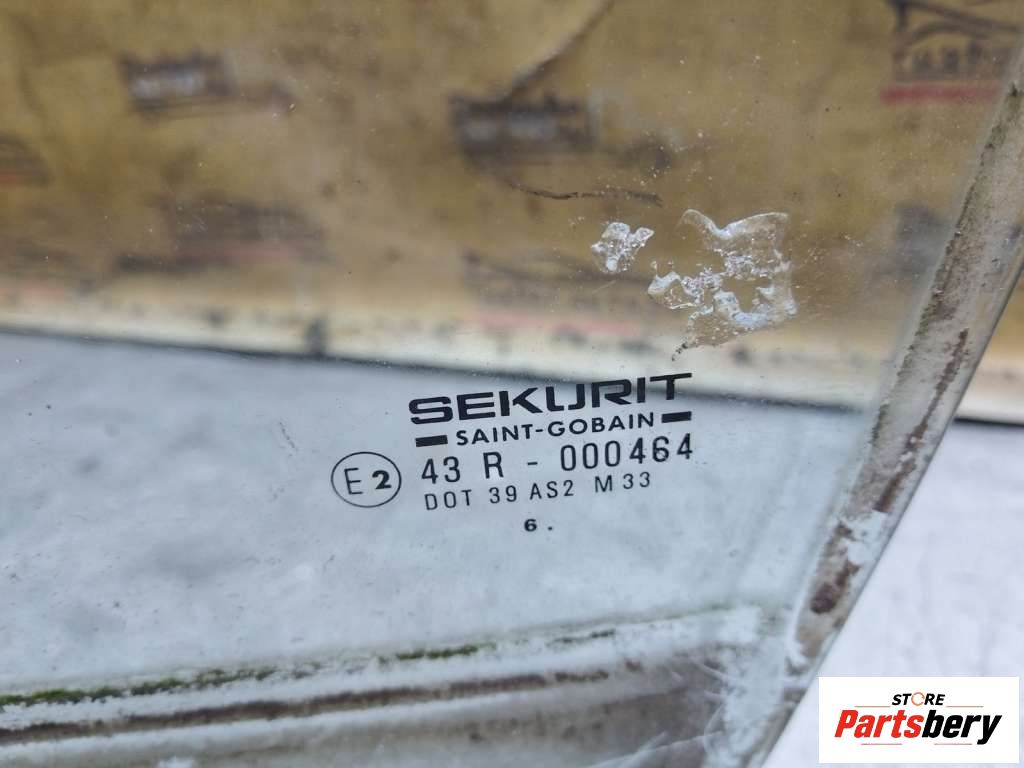 SEKURIT
SAINT-GOBAIN
E2 43 R - 000464
DOT 39 AS2 M33
6 .
STORE
Partsbery